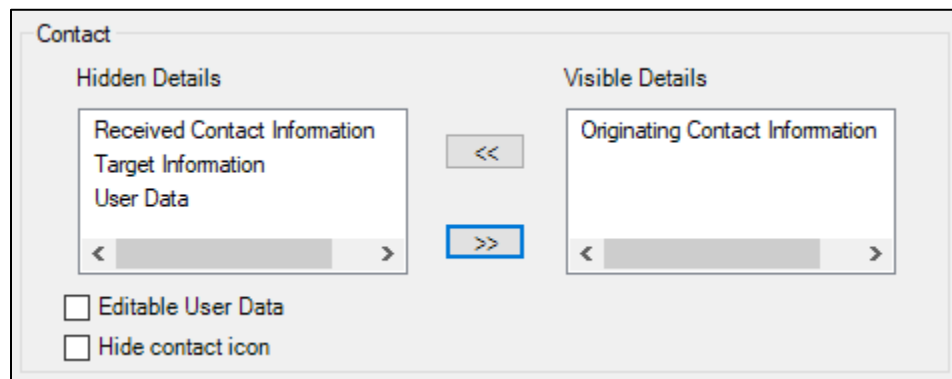 Contact
Hidden Details
Visible Details
Received Contact Information
Target Information
User Data
<<
>>
Originating Contact Information
Editable User Data
Hide contact icon